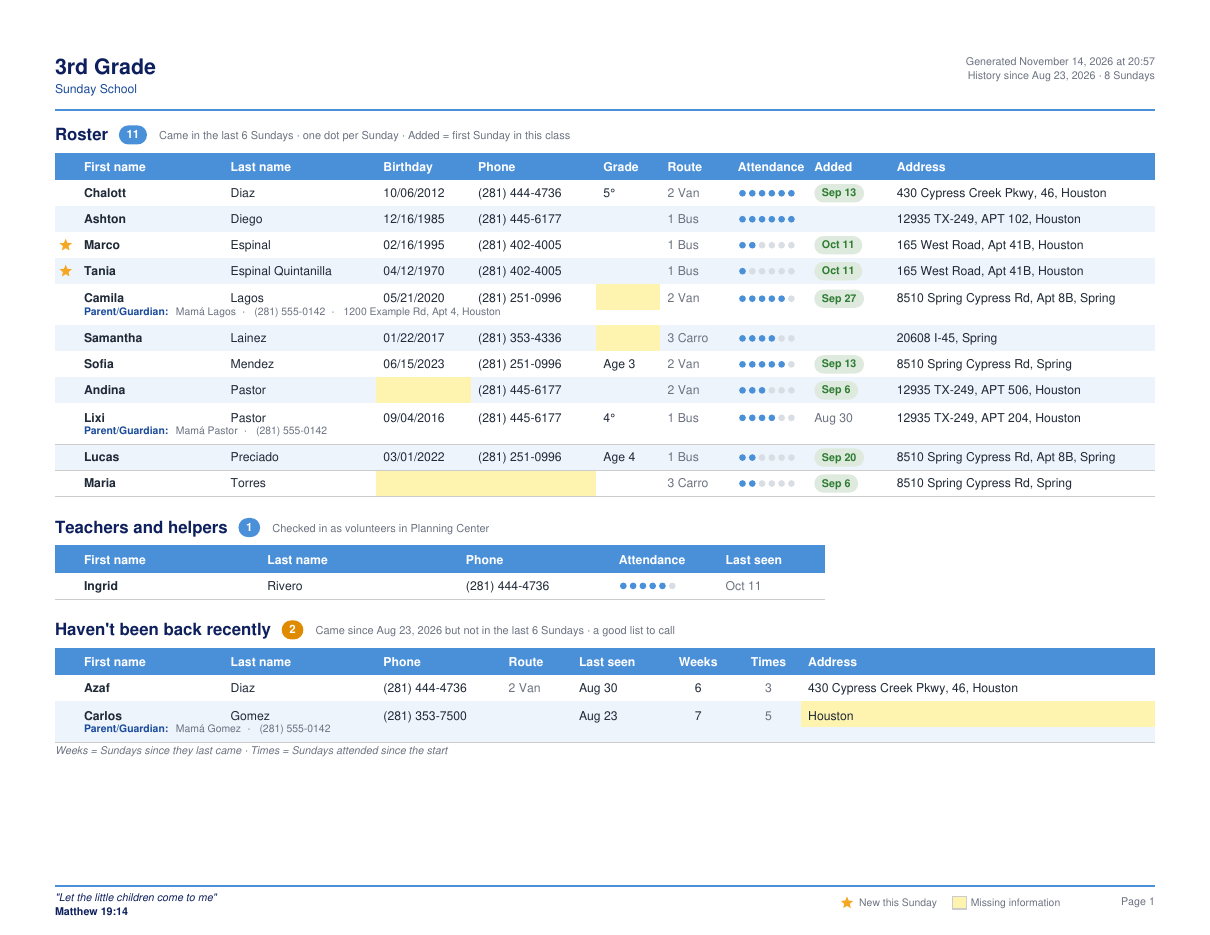 3rd Grade
Sunday School
Generated November 14, 2026 at 20:57
History since Aug 23, 2026 · 8 Sundays
Roster 11 Came in the last 6 Sundays · one dot per Sunday · Added = first Sunday in this class
First name Last name Birthday Phone Grade Route Attendance Added Address
Chalott Diaz 10/06/2012 (281) 444-4736 5° 2 Van Sep 13 430 Cypress Creek Pkwy, 46, Houston
Ashton Diego 12/16/1985 (281) 445-6177 1 Bus 12935 TX-249, APT 102, Houston
Marco Espinal 02/16/1995 (281) 402-4005 1 Bus Oct 11 165 West Road, Apt 41B, Houston
Tania Espinal Quintanilla 04/12/1970 (281) 402-4005 1 Bus Oct 11 165 West Road, Apt 41B, Houston
Camila Lagos 05/21/2020 (281) 251-0996 2 Van Sep 27 8510 Spring Cypress Rd, Apt 8B, Spring
Parent/Guardian: Mamá Lagos · (281) 555-0142 · 1200 Example Rd, Apt 4, Houston
Samantha Lainez 01/22/2017 (281) 353-4336 3 Carro 20608 I-45, Spring
Sofia Mendez 06/15/2023 (281) 251-0996 Age 3 2 Van Sep 13 8510 Spring Cypress Rd, Spring
Andina Pastor (281) 445-6177 2 Van Sep 6 12935 TX-249, APT 506, Houston
Lixi Pastor 09/04/2016 (281) 445-6177 4° 1 Bus Aug 30 12935 TX-249, APT 204, Houston
Parent/Guardian: Mamá Pastor · (281) 555-0142
Lucas Preciado 03/01/2022 (281) 251-0996 Age 4 1 Bus Sep 20 8510 Spring Cypress Rd, Apt 8B, Spring
Maria Torres 3 Carro Sep 6 8510 Spring Cypress Rd, Spring
Teachers and helpers 1 Checked in as volunteers in Planning Center
First name Last name Phone Attendance Last seen
Ingrid Rivero (281) 444-4736 Oct 11
Haven't been back recently 2 Came since Aug 23, 2026 but not in the last 6 Sundays · a good list to call
First name Last name Phone Route Last seen Weeks Times Address
Azaf Diaz (281) 444-4736 2 Van Aug 30 6 3 430 Cypress Creek Pkwy, 46, Houston
Carlos Gomez (281) 353-7500 Aug 23 7 5 Houston
Parent/Guardian: Mamá Gomez · (281) 555-0142
Weeks = Sundays since they last came · Times = Sundays attended since the start
"Let the little children come to me"
Matthew 19:14
New this Sunday Missing information Page 1